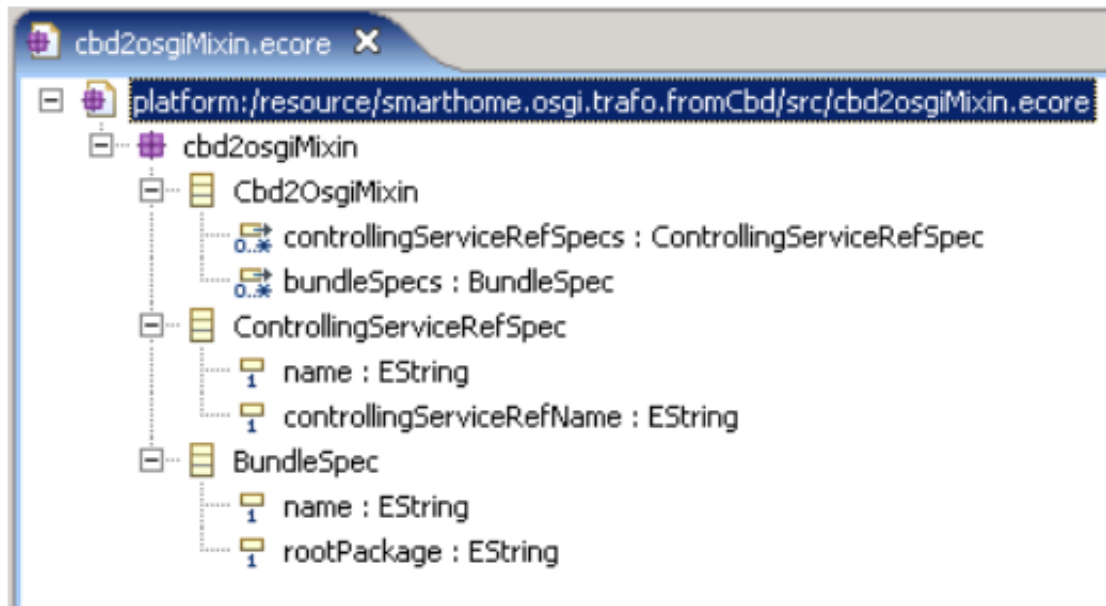 cbd2osgiMixin.ecore
platform:/resource/smarthome.osgi.trafo.fromCbd/src/cbd2osgiMixin.ecore
cbd2osgiMixin
Cbd2OsgiMixin
0..* controllingServiceRefSpecs : ControllingServiceRefSpec
0..* bundleSpecs : BundleSpec
ControllingServiceRefSpec
1 name : EString
1 controllingServiceRefName : EString
BundleSpec
1 name : EString
1 rootPackage : EString